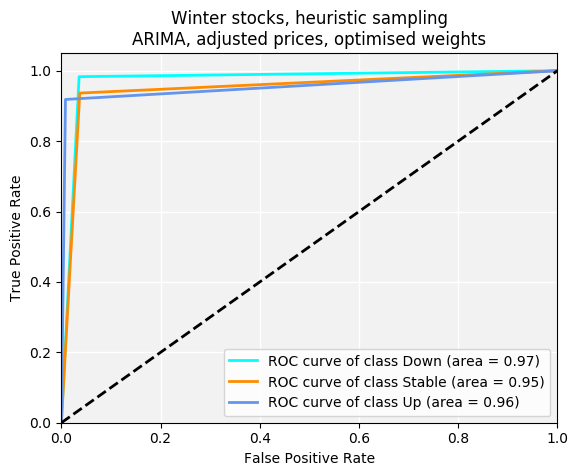 Winter stocks, heuristic sampling
ARIMA, adjusted prices, optimised weights
True Positive Rate
1.0
0.8
0.6
0.4
0.2
0.0
ROC curve of class Down (area = 0.97)
ROC curve of class Stable (area = 0.95)
ROC curve of class Up (area = 0.96)
0.0 0.2 0.4 0.6 0.8 1.0
False Positive Rate